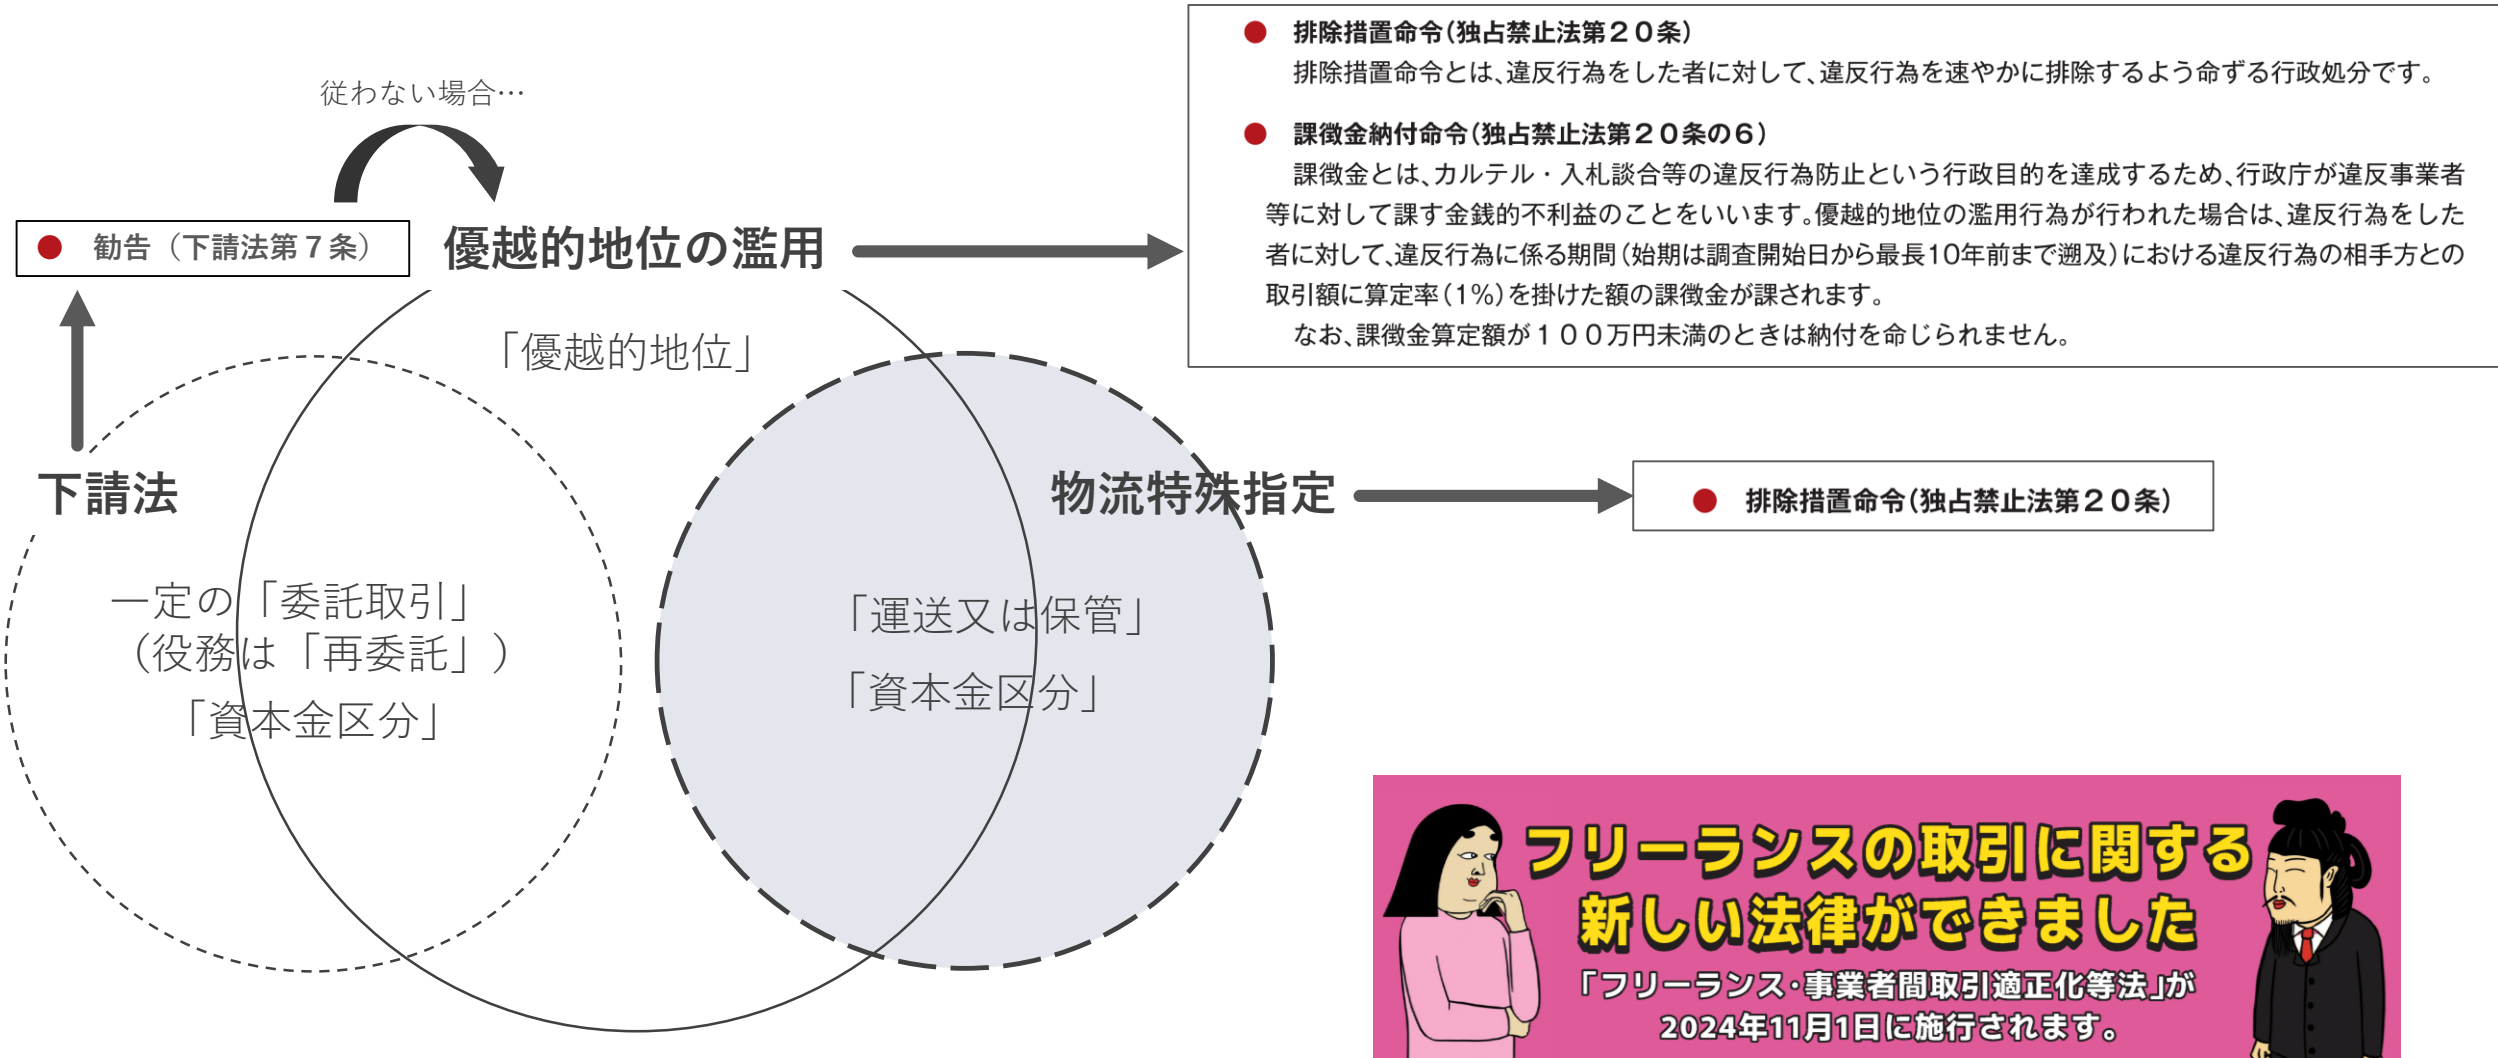 従わない場合…
● 勧告（下請法第７条）
優越的地位の濫用
● 排除措置命令(独占禁止法第２０条)
排除措置命令とは、違反行為をした者に対して、違反行為を速やかに排除するよう命ずる行政処分です。
● 課徴金納付命令(独占禁止法第２０条の６)
課徴金とは、カルテル・入札談合等の違反行為防止という行政目的を達成するため、行政庁が違反事業者
等に対して課す金銭的不利益のことをいいます。優越的地位の濫用行為が行われた場合は、違反行為をした
者に対して、違反行為に係る期間(始期は調査開始日から最長10年前まで遡及)における違反行為の相手方との
取引額に算定率(1%)を掛けた額の課徴金が課されます。
なお、課徴金算定額が１００万円未満のときは納付を命じられません。
「優越的地位」
下請法
一定の「委託取引」
（役務は「再委託」）
「資本金区分」
物流特殊指定
「運送又は保管」
「資本金区分」
● 排除措置命令(独占禁止法第２０条)
フリーランスの取引に関する
新しい法律ができました
「フリーランス・事業者間取引適正化等法」が
2024年11月1日に施行されます。